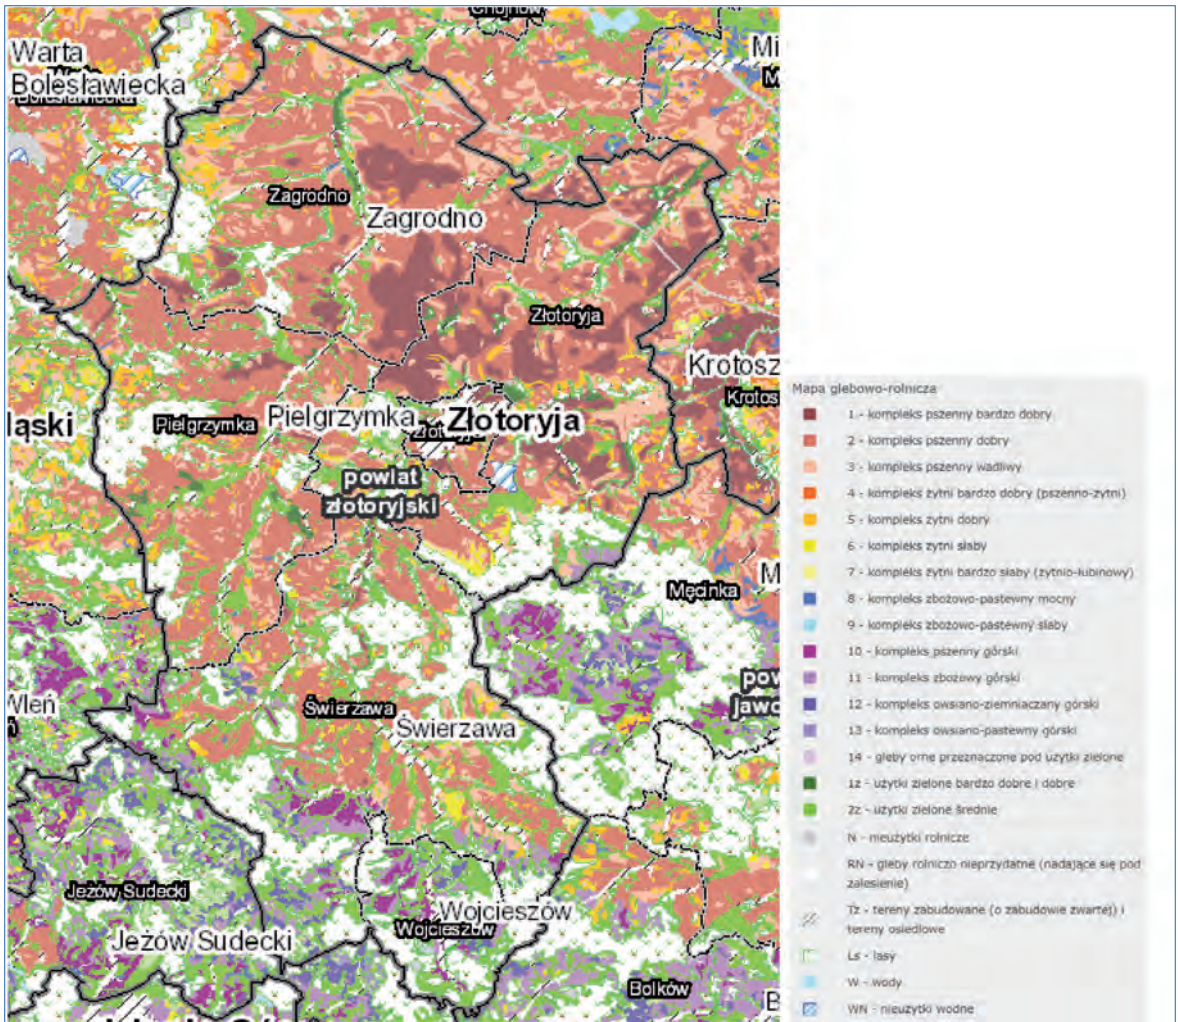 Chojnów
Warta
Bolesławiecka
Mi
Zagrodno
Zagrodno
Złotoryja
Krotosz
Krotos
ląski
Pielgrzymka
Pielgrzymka
Złotoryja
Złotoryja
powiat
złotoryjski
Męcinka
M
Wleń
Świerzawa
Świerzawa
pow
jawo
Jeżów Sudecki
Jeżów Sudecki
Wojcieszów
Wojcieszów
Bolków
B
Mapa glebowo-rolnicza
1 - kompleks pszenny bardzo dobry
2 - kompleks pszenny dobry
3 - kompleks pszenny wadliwy
4 - kompleks żytni bardzo dobry (pszenno-żytni)
5 - kompleks żytni dobry
6 - kompleks żytni słaby
7 - kompleks żytni bardzo słaby (żytnio-łubinowy)
8 - kompleks zbożowo-pastewny mocny
9 - kompleks zbożowo-pastewny słaby
10 - kompleks pszenny górski
11 - kompleks zbożowy górski
12 - kompleks owsiano-ziemniaczany górski
13 - kompleks owsiano-pastewny górski
14 - gleby orne przeznaczone pod użytki zielone
1z - użytki zielone bardzo dobre i dobre
2z - użytki zielone średnie
N - nieużytki rolnicze
RN - gleby rolniczo nieprzydatne (nadające się pod
zalesienie)
Tz - tereny zabudowane (o zabudowie zwartej) i
tereny osiedlowe
Ls - lasy
W - wody
WN - nieużytki wodne